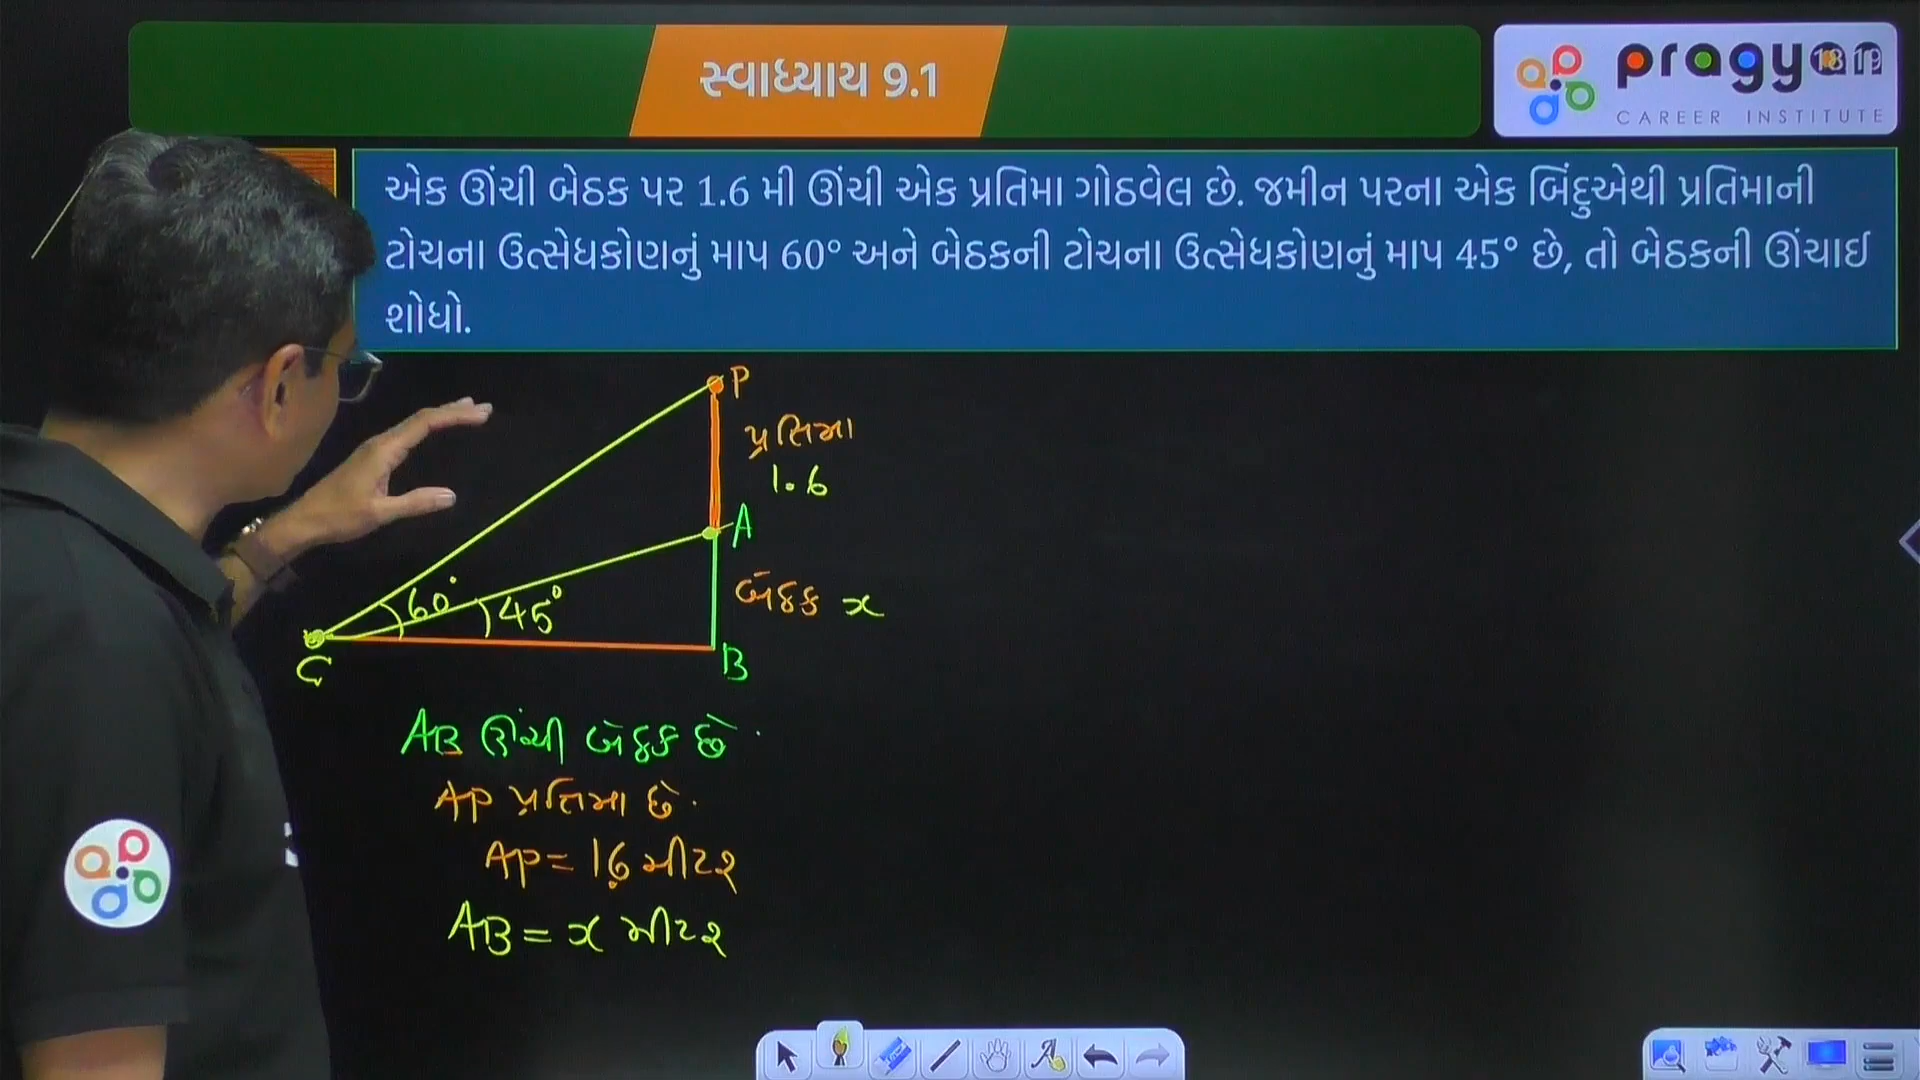 સ્વાધ્યાય 9.1
pragyan
18:19
CAREER INSTITUTE
એક ઊંચી બેઠક પર 1.6 મી ઊંચી એક પ્રતિમા ગોઠવેલ છે. જમીન પરના એક બિંદુએથી પ્રતિમાની
ટોચના ઉત્સેધકોણનું માપ 60° અને બેઠકની ટોચના ઉત્સેધકોણનું માપ 45° છે, તો બેઠકની ઊંચાઈ
શોધો.
P
પ્રતિમા
1.6
A
બેઠક x
60°
45°
C
B
AB ઊંચી બેઠક છે.
AP પ્રતિમા છે.
AP = 1.6 મીટર
AB = x મીટર